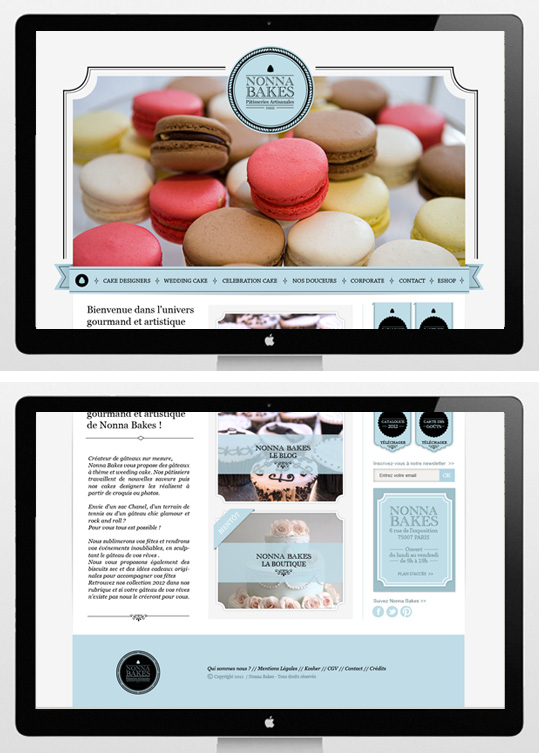 NONNA
BAKES
Pâtisseries Artisanales
CAKE DESIGNERS
WEDDING CAKE
CELEBRATION CAKE
NOS DOUCEURS
CORPORATE
CONTACT
ESHOP
Bienvenue dans l'univers
gourmand et artistique
gourmand et artistique
de Nonna Bakes !
Créateur de gâteaux sur mesure,
Nonna Bakes vous propose des gâteaux
à thème et weeding cake. Nos pâtissiers
travaillent de nouvelles saveurs puis
nos cakes designers les réalisent à
partir de croquis ou photos.
Envie d'un sac Chanel, d'un terrain de
tennis ou d'un gâteau chic glamour et
rock and roll ?
Pour vous tout est possible !
Nous sublimerons vos fêtes et rendrons
vos événements inoubliables, en sculp-
tant le gâteau de vos rêves .
Nous vous proposons également des
biscuits sec et des idées cadeaux origi-
nales pour accompagner vos fêtes
Retrouvez nos collection 2012 dans nos
rubrique et si votre gâteau de vos rêves
n'existe pas nous le créeront pour vous.
NONNA BAKES
LE BLOG
BIENTÔT
NONNA BAKES
LA BOUTIQUE
CATALOGUE
2012
TÉLÉCHARGER
CARTE DES
GOÛTS
TÉLÉCHARGER
Inscrivez-vous à notre newsletter >>
Entrez votre email
OK
NONNA
BAKES
6 rue de l'exposition
75007 PARIS
Ouvert
du lundi au vendredi
de 9h à 19h
PLAN D'ACCÈS >>
Suivez Nonna Bakes >>
NONNA
BAKES
Qui sommes nous ? // Mentions Légales // Kosher // CGV // Contact // Crédits
© Copyright 2012 / Nonna Bakes - Tous droits réservés